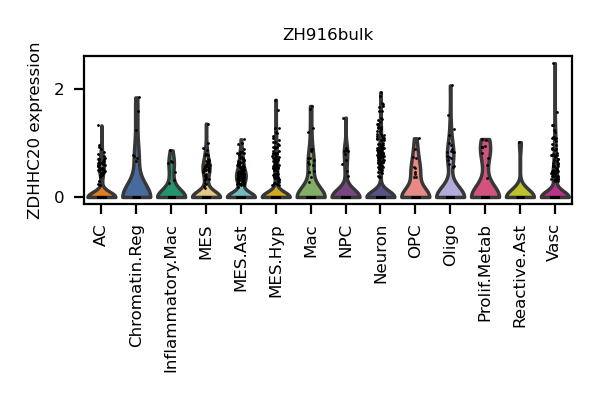 ZH916bulk
ZDHHC20 expression
2
0
AC
Chromatin.Reg
Inflammatory.Mac
MES
MES.Ast
MES.Hyp
Mac
NPC
Neuron
OPC
Oligo
Prolif.Metab
Reactive.Ast
Vasc